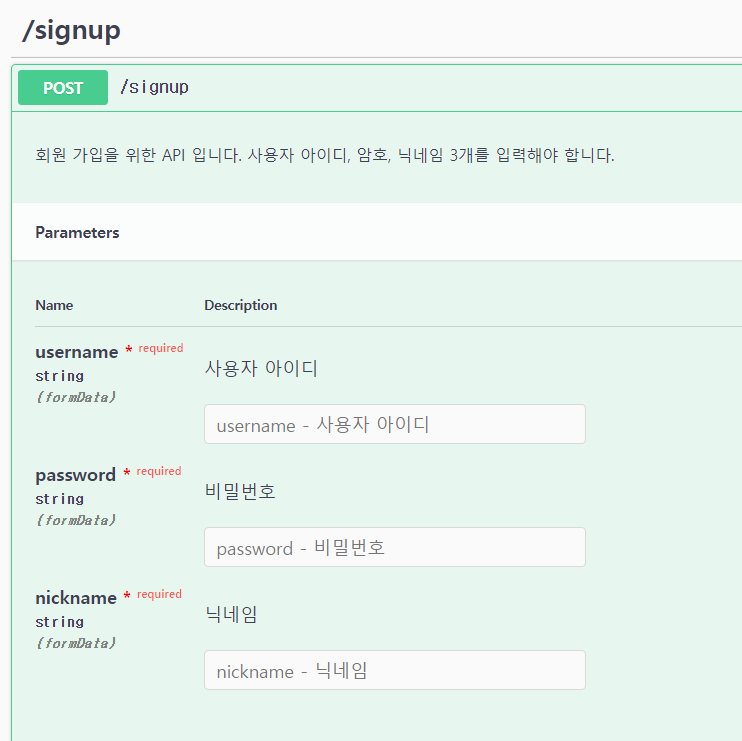 /signup
POST /signup
회원 가입을 위한 API 입니다. 사용자 아이디, 암호, 닉네임 3개를 입력해야 합니다.
Parameters
Name Description
username * required
string
(formData)
사용자 아이디
username - 사용자 아이디
password * required
string
(formData)
비밀번호
password - 비밀번호
nickname * required
string
(formData)
닉네임
nickname - 닉네임